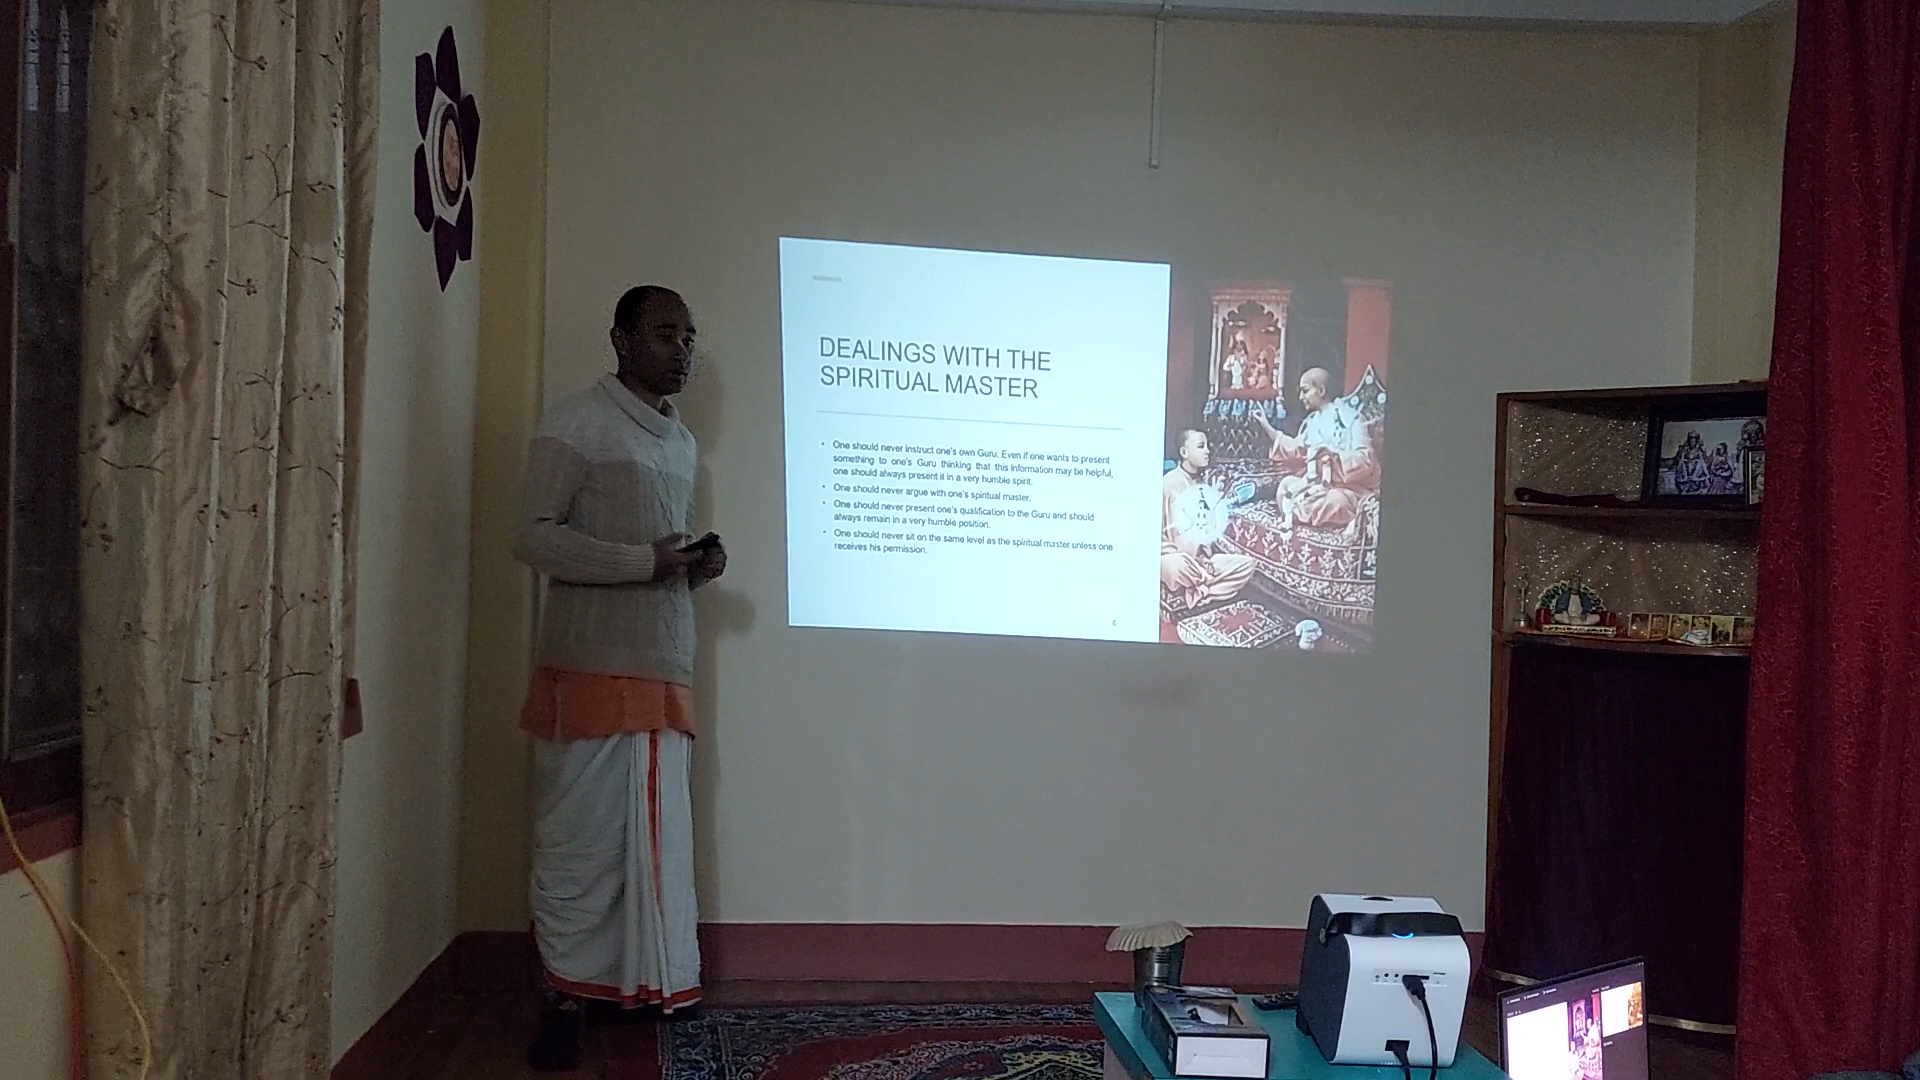 DEALINGS WITH THE
SPIRITUAL MASTER
• One should never instruct one's own Guru. Even if one wants to present
something to one's Guru thinking that this information may be helpful,
one should always present it in a very humble spirit.
• One should never argue with one's spiritual master.
• One should never present one's qualification to the Guru and should
always remain in a very humble position.
• One should never sit on the same level as the spiritual master unless one
receives his permission.
6